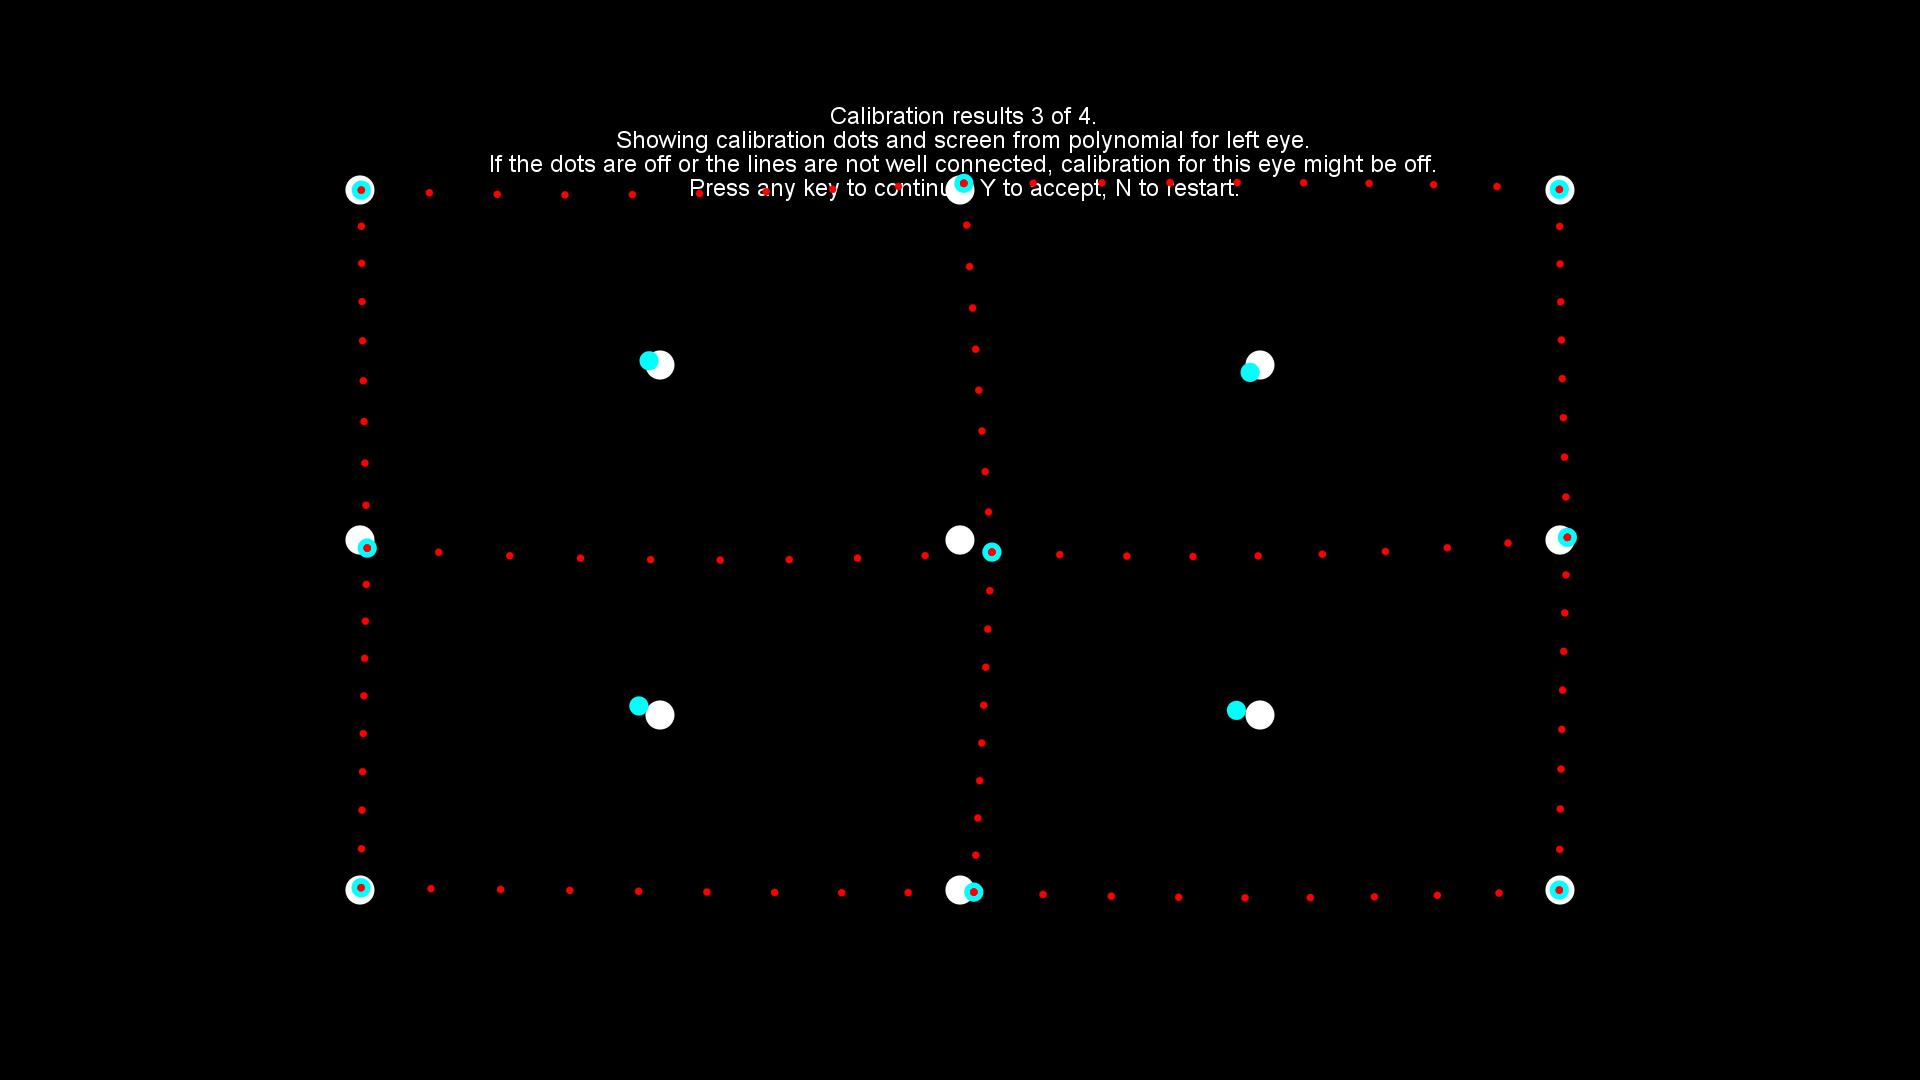 Calibration results 3 of 4.
Showing calibration dots and screen from polynomial for left eye.
If the dots are off or the lines are not well connected, calibration for this eye might be off.
Press any key to continue, Y to accept, N to restart.